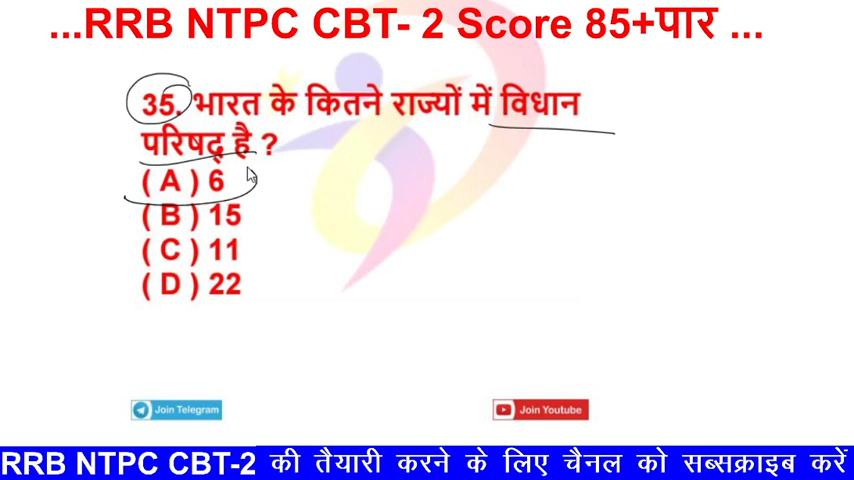 ...RRB NTPC CBT- 2 Score 85+पार ...
35. भारत के कितने राज्यों में विधान
परिषद् है ?
( A ) 6
( B ) 15
( C ) 11
( D ) 22
Join Telegram
Join Youtube
RRB NTPC CBT-2 की तैयारी करने के लिए चैनल को सब्सक्राइब करें